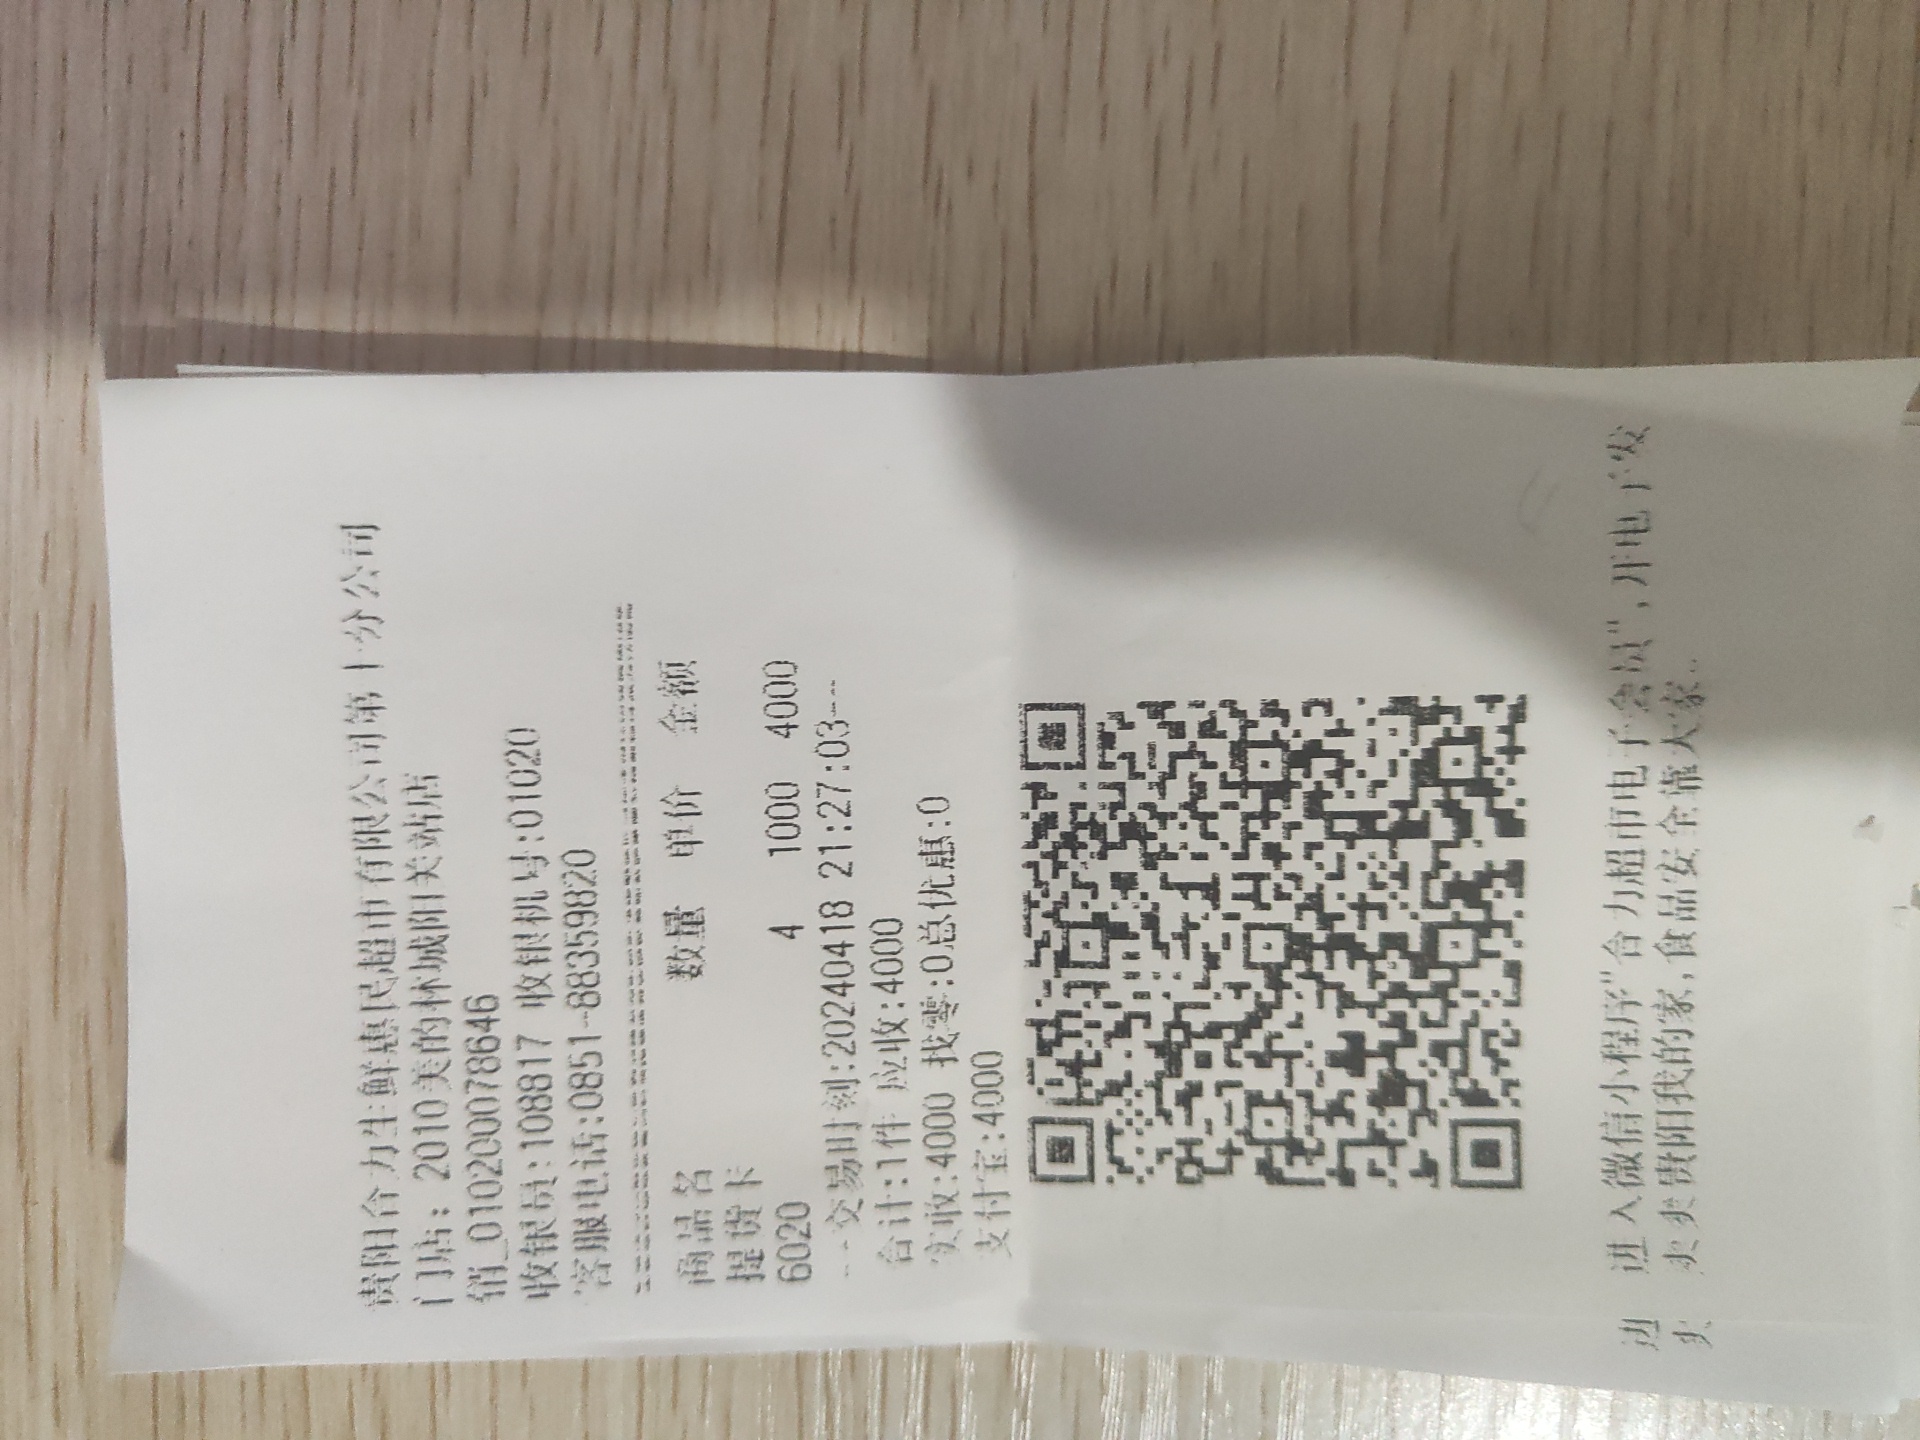 贵阳合力生鲜惠民超市有限公司第十分公司
门店：2010美的林城阳关站店
销_010200078646
收银员:108817 收银机号:01020
客服电话:0851-88359820
商品名 数量 单价 金额
提货卡
6020 4 1000 4000
---交易时刻:20240418 21:27:03---
合计:1件 应收:4000
实收:4000 找零:0总优惠:0
支付宝:4000
进 进入微信小程序"合力超市电子会员",开电子发
买 买卖贵阳我的家,食品安全靠大家.